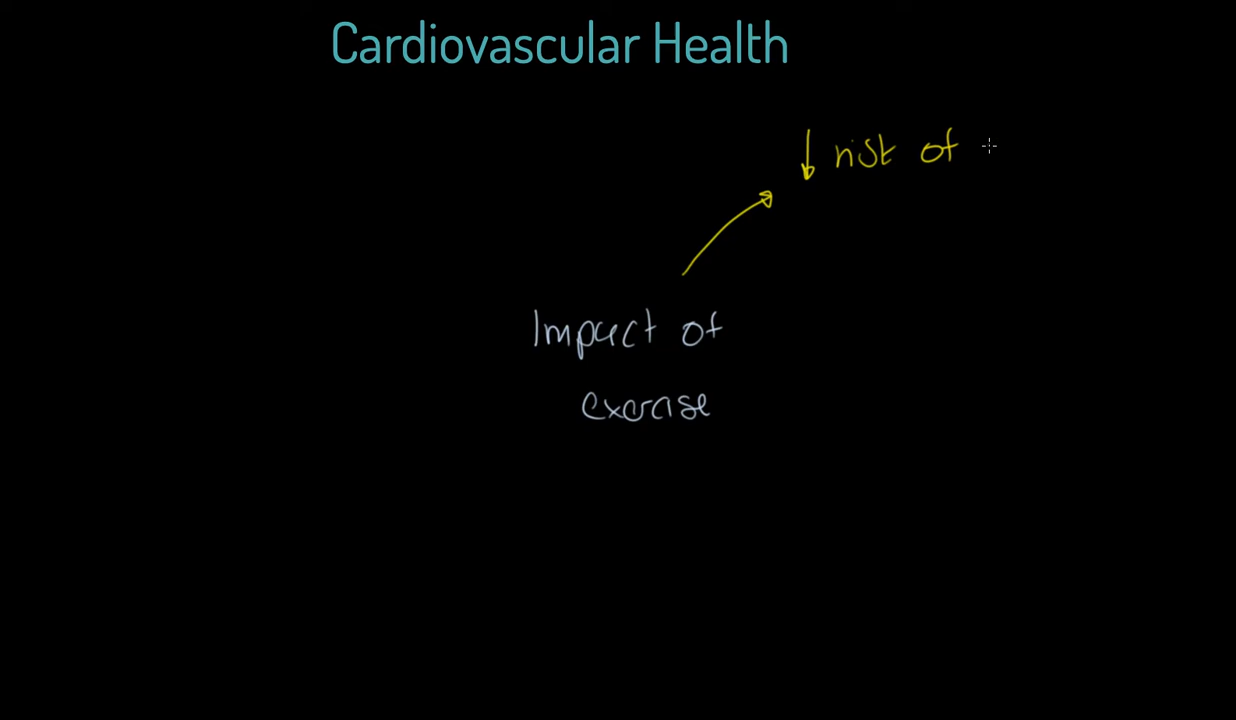 Cardiovascular Health
↓ risk of
Impact of
exercise